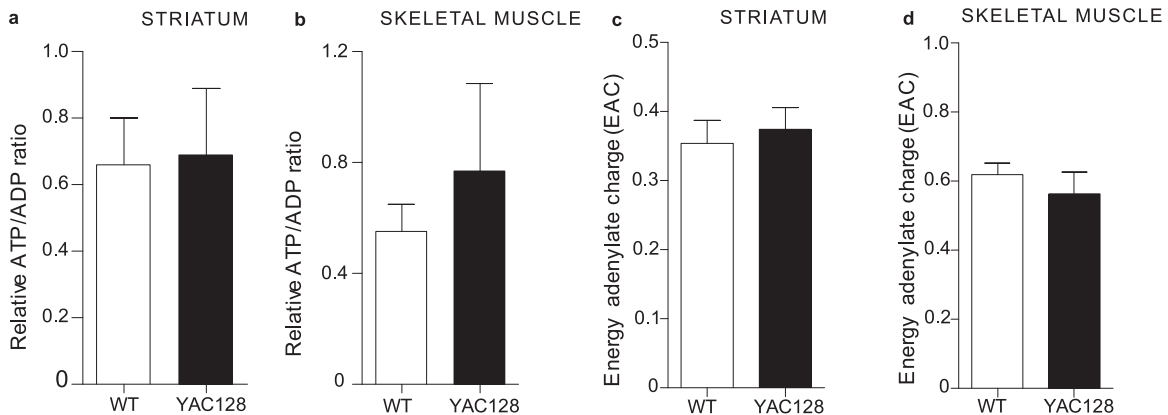 a STRIATUM
Relative ATP/ADP ratio
1.0
0.8
0.6
0.4
0.2
0
WT YAC128
b SKELETAL MUSCLE
Relative ATP/ADP ratio
1.2
0.8
0.4
0
WT YAC128
c STRIATUM
Energy adenylate charge (EAC)
0.5
0.4
0.3
0.2
0.1
0
WT YAC128
d SKELETAL MUSCLE
Energy adenylate charge (EAC)
1.0
0.8
0.6
0.4
0.2
0
WT YAC128